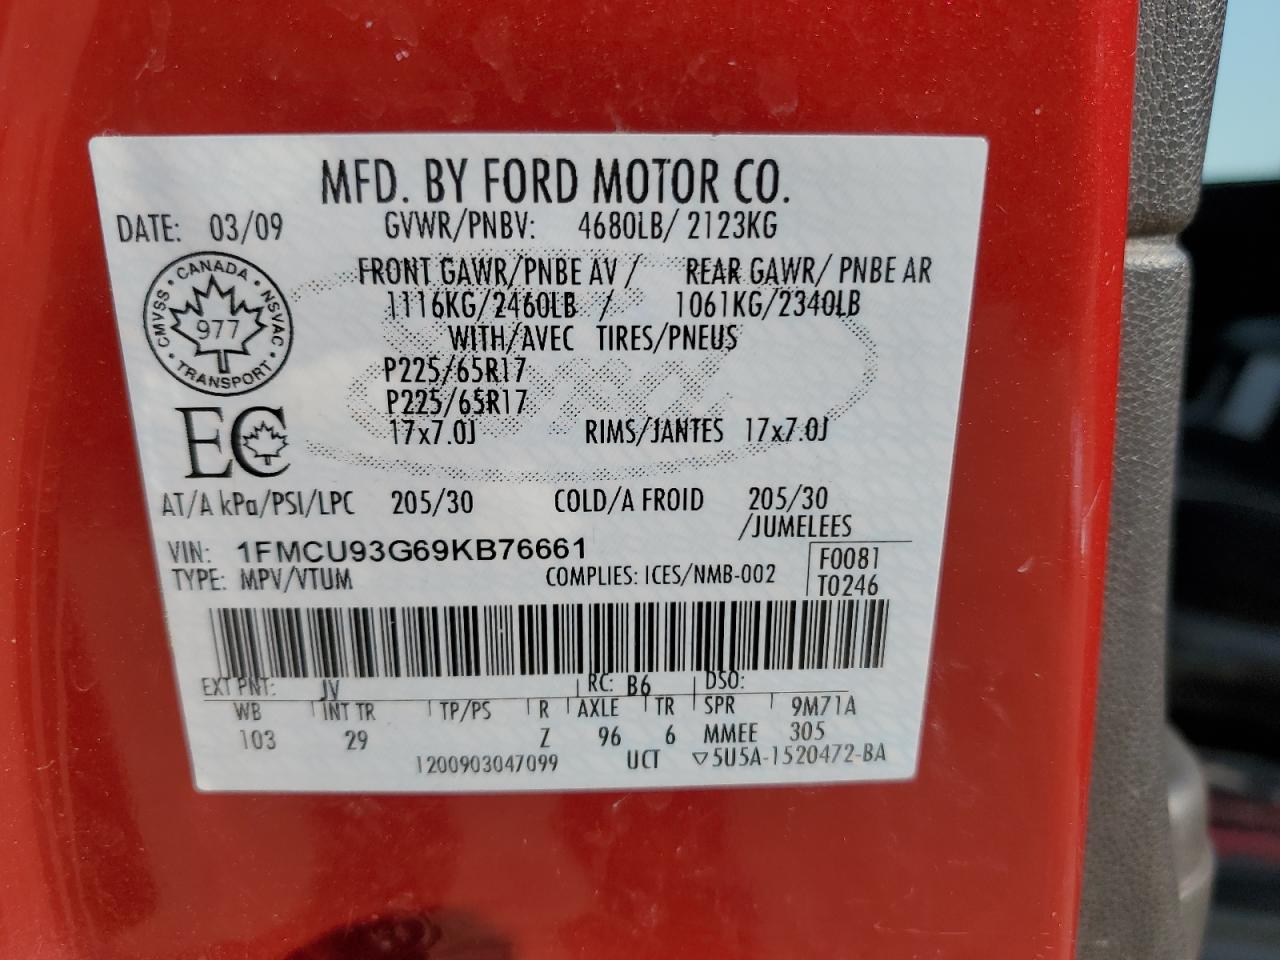 MFD. BY FORD MOTOR CO.
DATE: 03/09 GVWR/PNBV: 4680LB/ 2123KG
FRONT GAWR/PNBE AV / REAR GAWR/ PNBE AR
1116KG/2460LB / 1061KG/2340LB
WITH/AVEC TIRES/PNEUS
CANADA · NSVAC · TRANSPORT · CMVSS ·
977
P225/65R17
P225/65R17
17x7.0J RIMS/JANTES 17x7.0J
EC
AT/A kPa/PSI/LPC 205/30 COLD/A FROID 205/30
/JUMELEES
VIN: 1FMCU93G69KB76661 F0081
TYPE: MPV/VTUM COMPLIES: ICES/NMB-002 T0246
EXT PNT: JV RC: B6 DSO:
WB INT TR TP/PS R AXLE TR SPR 9M71A
103 29 Z 96 6 MMEE 305
1200903047099 UCT ▽5U5A-1520472-BA